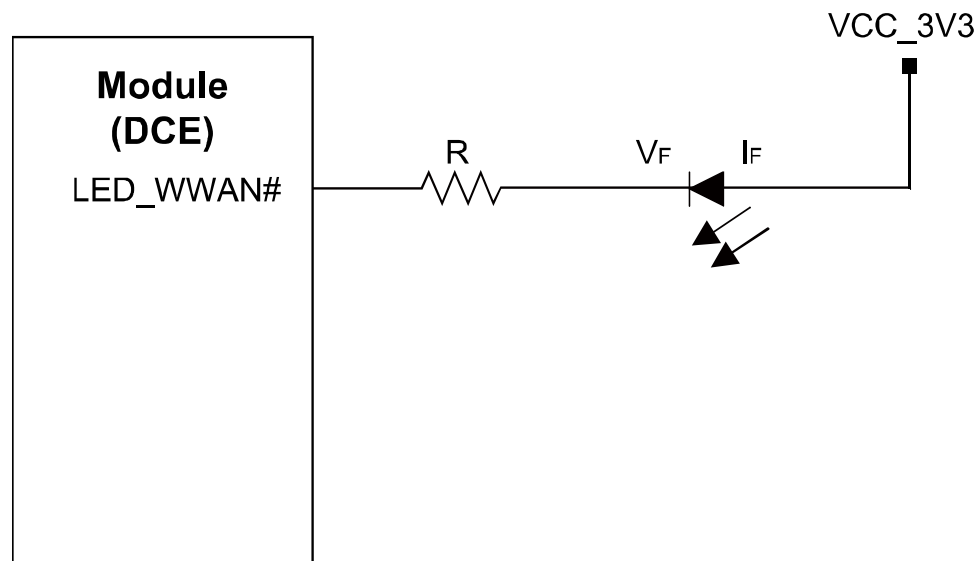 VCC_3V3
Module
(DCE)
LED_WWAN#
R
VF
IF